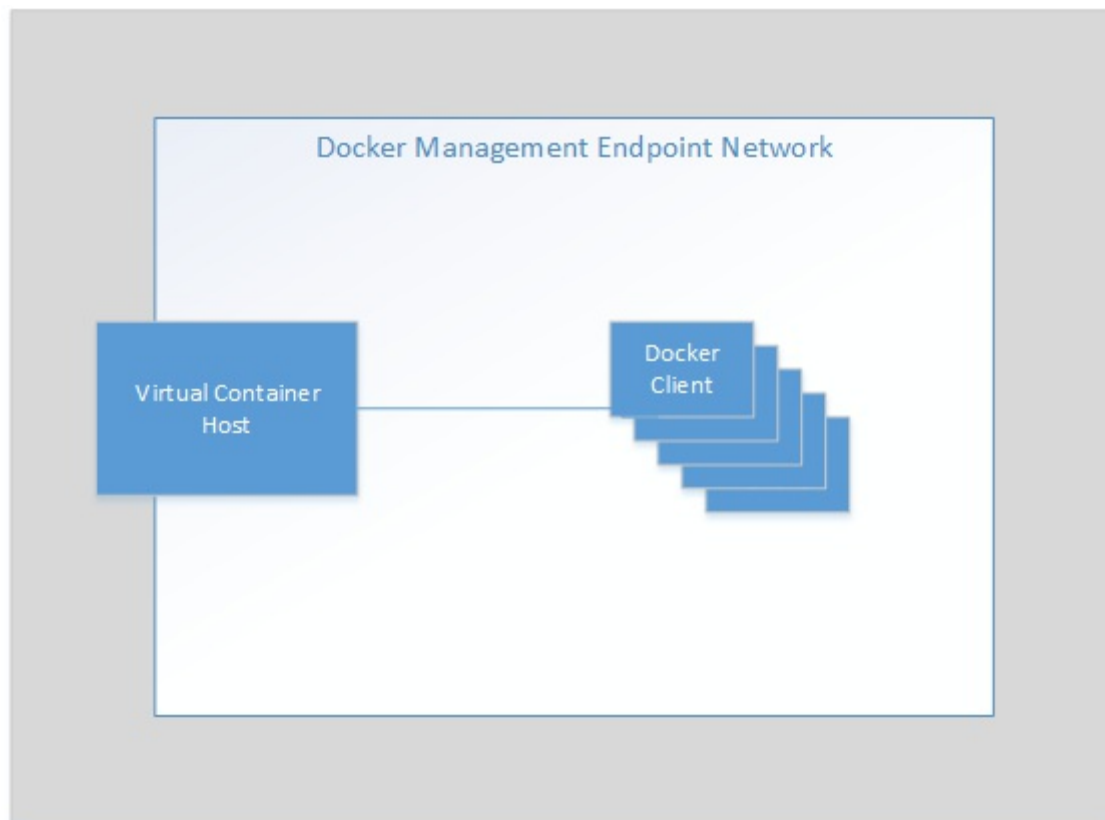 Docker Management Endpoint Network
Virtual Container
Host
Docker
Client